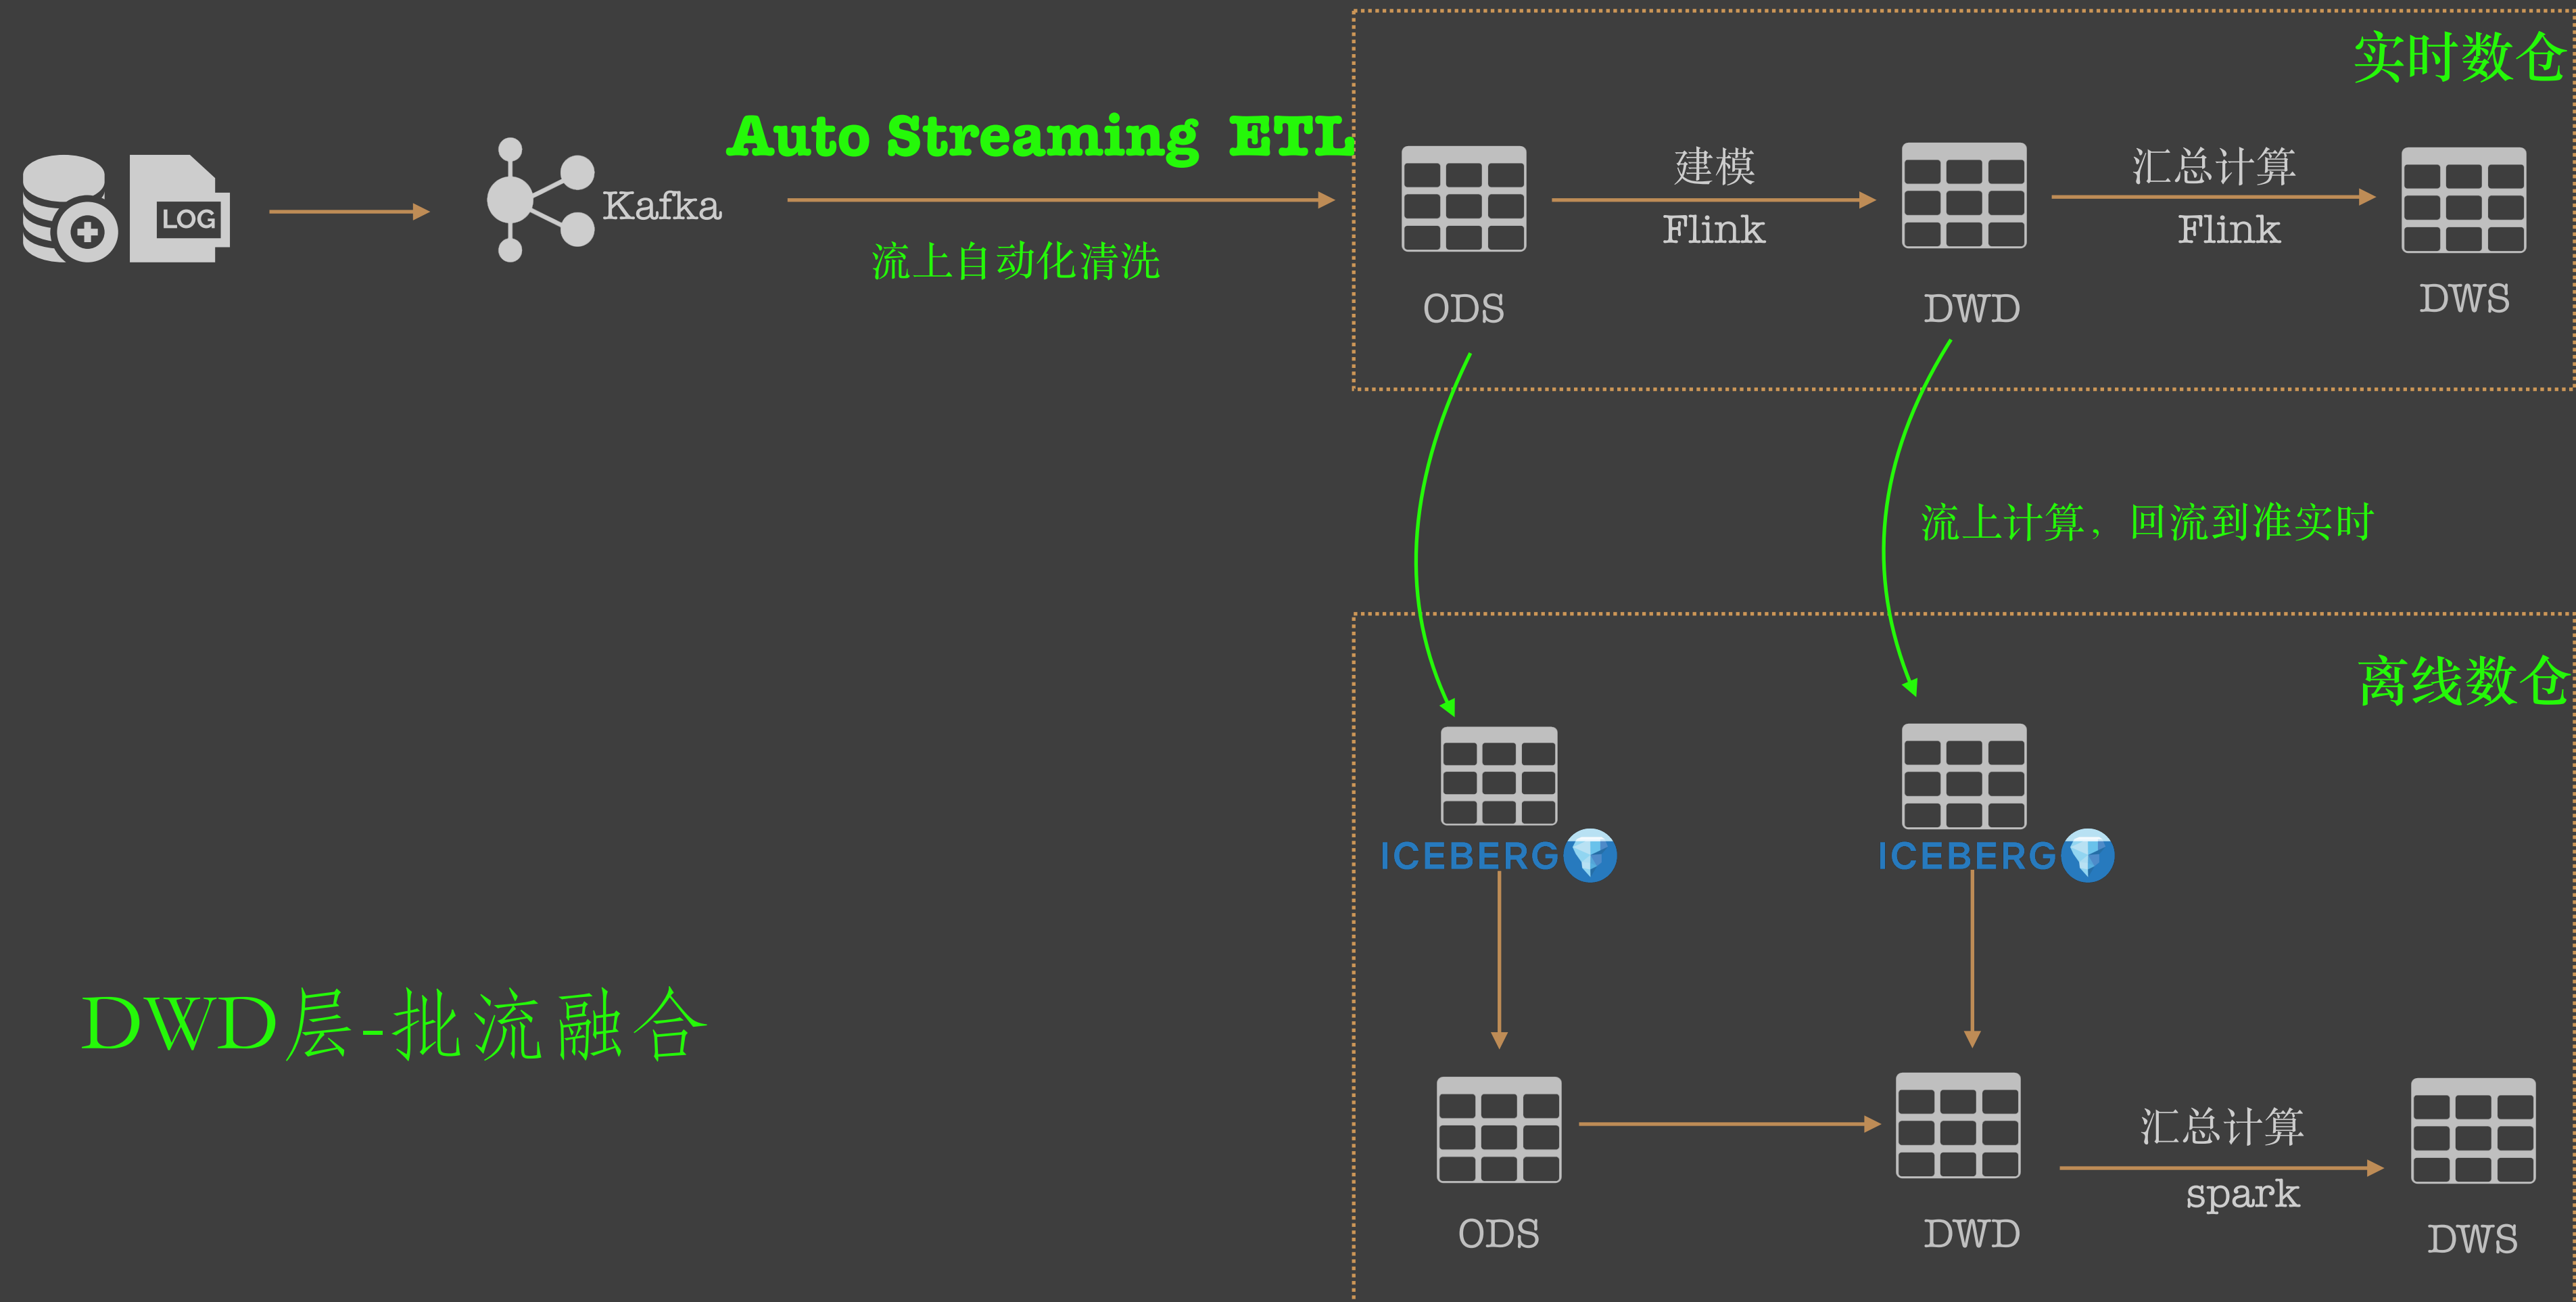 实时数仓
Auto Streaming ETL
LOG
Kafka
流上自动化清洗
建模
Flink
汇总计算
Flink
ODS
DWD
DWS
流上计算，回流到准实时
离线数仓
ICEBERG
ICEBERG
DWD层-批流融合
汇总计算
spark
ODS
DWD
DWS